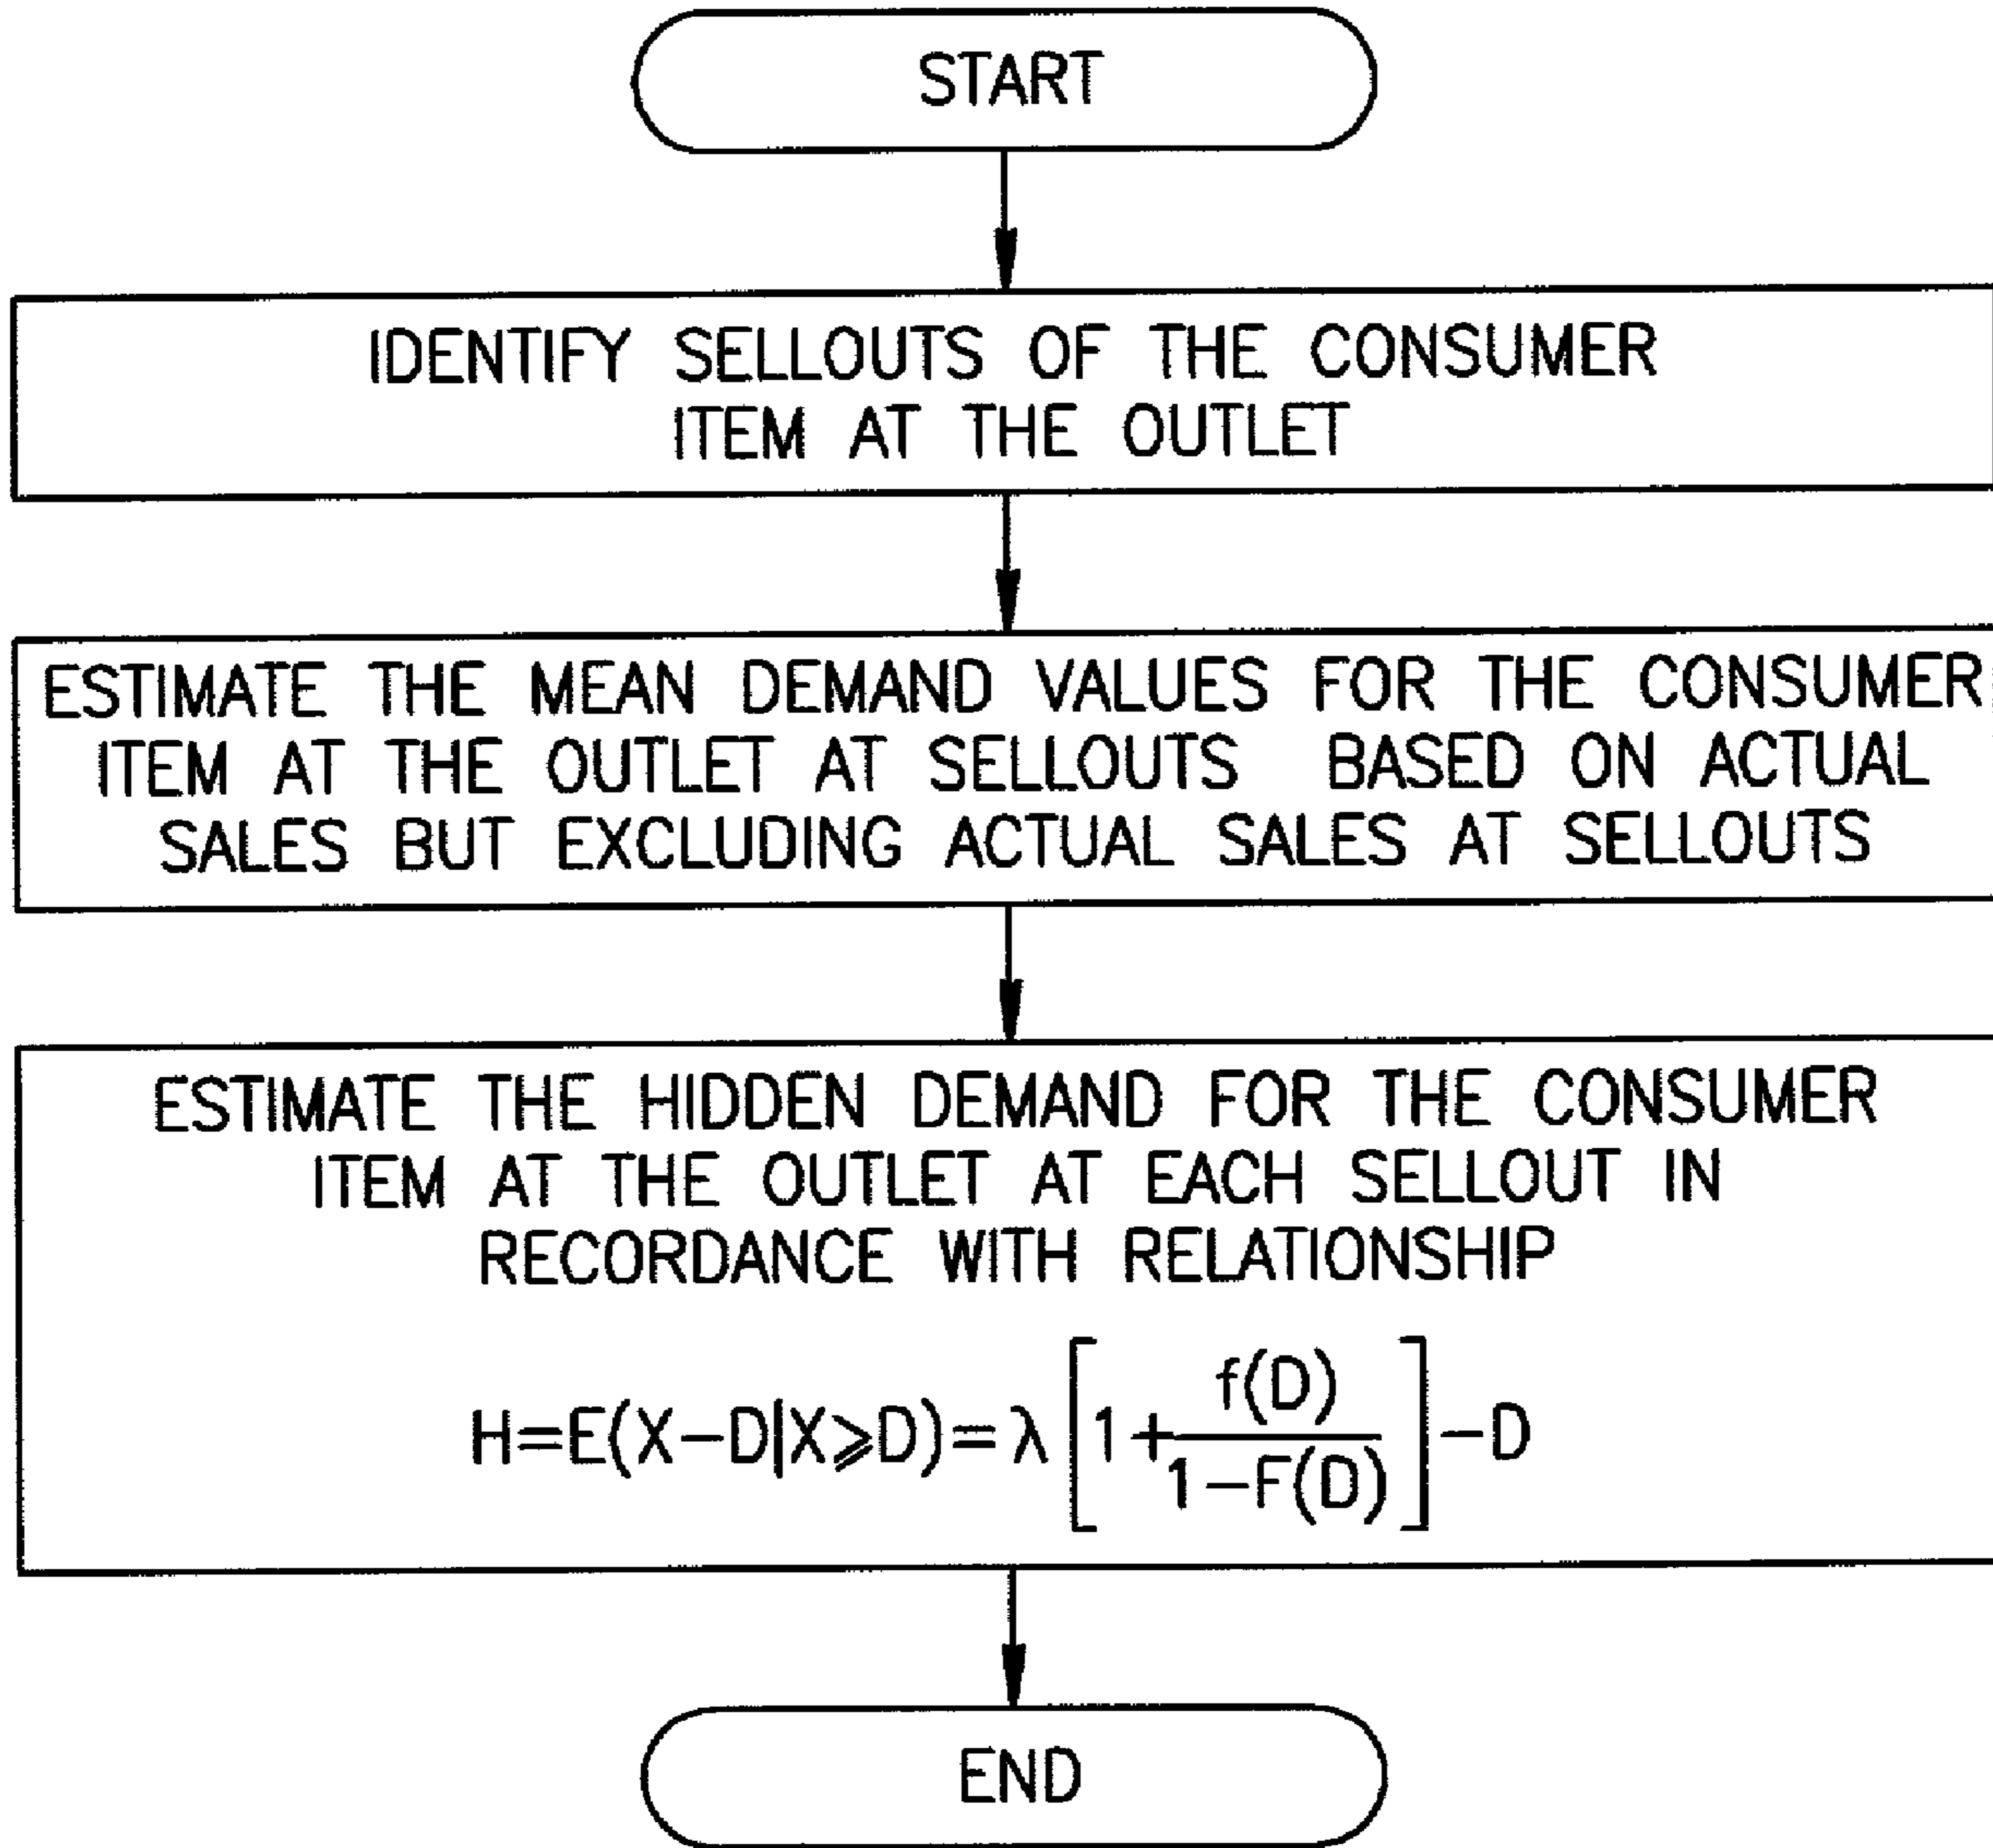 START
IDENTIFY SELLOUTS OF THE CONSUMER
ITEM AT THE OUTLET
ESTIMATE THE MEAN DEMAND VALUES FOR THE CONSUMER
ITEM AT THE OUTLET AT SELLOUTS BASED ON ACTUAL
SALES BUT EXCLUDING ACTUAL SALES AT SELLOUTS
ESTIMATE THE HIDDEN DEMAND FOR THE CONSUMER
ITEM AT THE OUTLET AT EACH SELLOUT IN
RECORDANCE WITH RELATIONSHIP
H=E(X-D|X⩾D)=λ[1+f(D)/(1-F(D))]-D
END